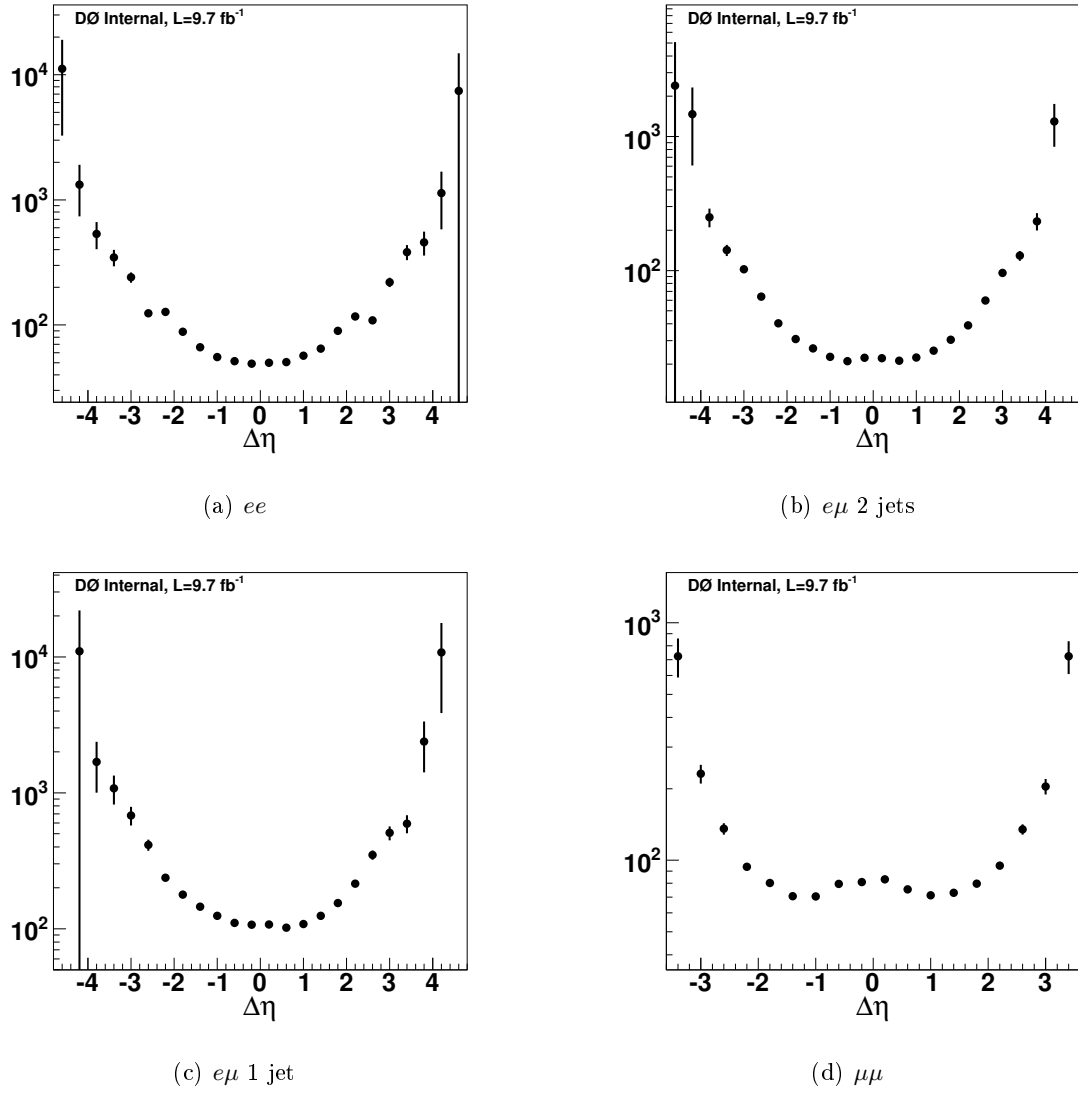 DØ Internal, L=9.7 fb⁻¹
10⁴
10³
10²
-4 -3 -2 -1 0 1 2 3 4
Δη
(a) ee
DØ Internal, L=9.7 fb⁻¹
10³
10²
-4 -3 -2 -1 0 1 2 3 4
Δη
(b) eμ 2 jets
DØ Internal, L=9.7 fb⁻¹
10⁴
10³
10²
-4 -3 -2 -1 0 1 2 3 4
Δη
(c) eμ 1 jet
DØ Internal, L=9.7 fb⁻¹
10³
10²
-3 -2 -1 0 1 2 3
Δη
(d) μμ